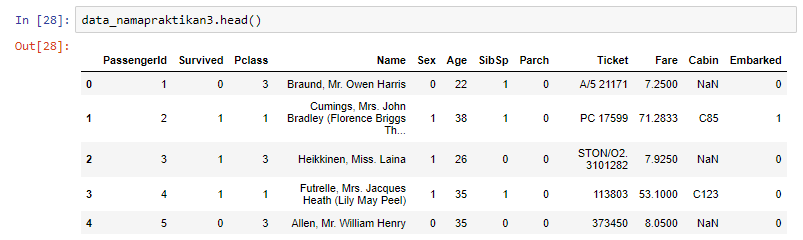 In [28]: data_namapraktikan3.head()
Out[28]:
PassengerId Survived Pclass Name Sex Age SibSp Parch Ticket Fare Cabin Embarked
0 1 0 3 Braund, Mr. Owen Harris 0 22 1 0 A/5 21171 7.2500 NaN 0
1 2 1 1 Cumings, Mrs. John Bradley (Florence Briggs Th... 1 38 1 0 PC 17599 71.2833 C85 1
2 3 1 3 Heikkinen, Miss. Laina 1 26 0 0 STON/O2. 3101282 7.9250 NaN 0
3 4 1 1 Futrelle, Mrs. Jacques Heath (Lily May Peel) 1 35 1 0 113803 53.1000 C123 0
4 5 0 3 Allen, Mr. William Henry 0 35 0 0 373450 8.0500 NaN 0